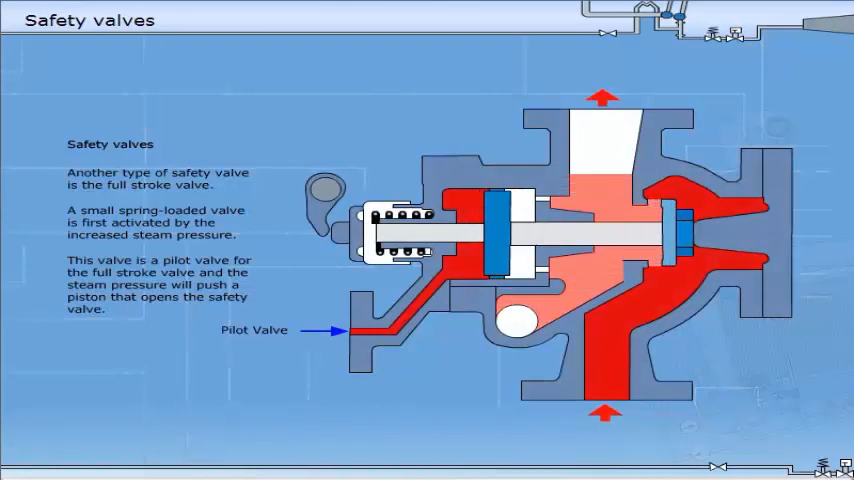 Safety valves
Safety valves
Another type of safety valve
is the full stroke valve.
A small spring-loaded valve
is first activated by the
increased steam pressure.
This valve is a pilot valve for
the full stroke valve and the
steam pressure will push a
piston that opens the safety
valve.
Pilot Valve